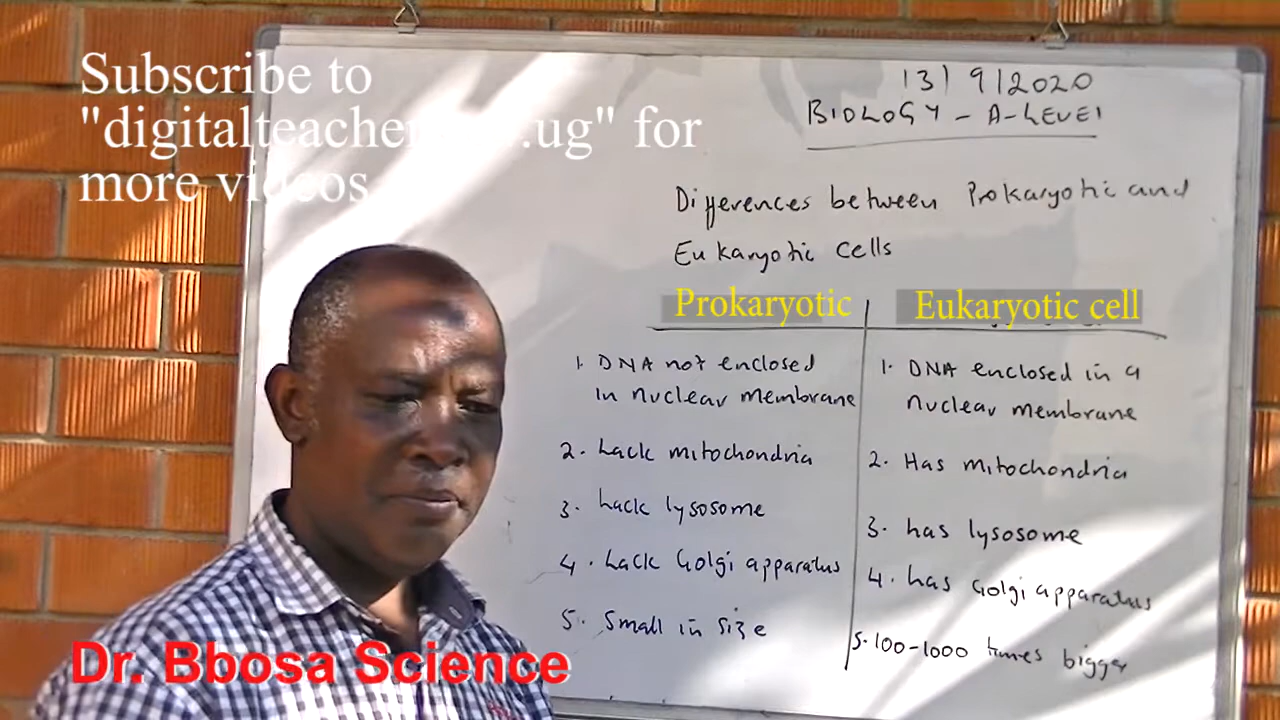 Subscribe to
"digitalteacher .ug" for
more videos
13/9/2020
BIOLOGY - A-LEVEL
Differences between Prokaryotic and
Eukaryotic cells
Prokaryotic
Eukaryotic cell
1. DNA not enclosed
in nuclear membrane
2. Lack mitochondria
3. Lack lysosome
4. Lack Golgi apparatus
5. Small in size
1. DNA enclosed in a
nuclear membrane
2. Has mitochondria
3. has lysosome
4. has Golgi apparatus
5. 100-1000 times bigger
Dr. Bbosa Science